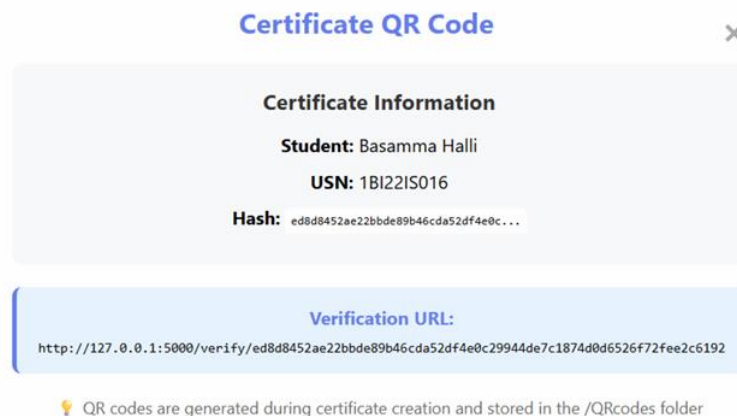 Certificate QR Code
Certificate Information
Student: Basamma Halli
USN: 1BI22IS016
Hash: ed8d8452ae22bbde89b46cda52df4e0c...
Verification URL:
http://127.0.0.1:5000/verify/ed8d8452ae22bbde89b46cda52df4e0c29944de7c1874d0d6526f72fee2c6192
💡 QR codes are generated during certificate creation and stored in the /QRcodes folder